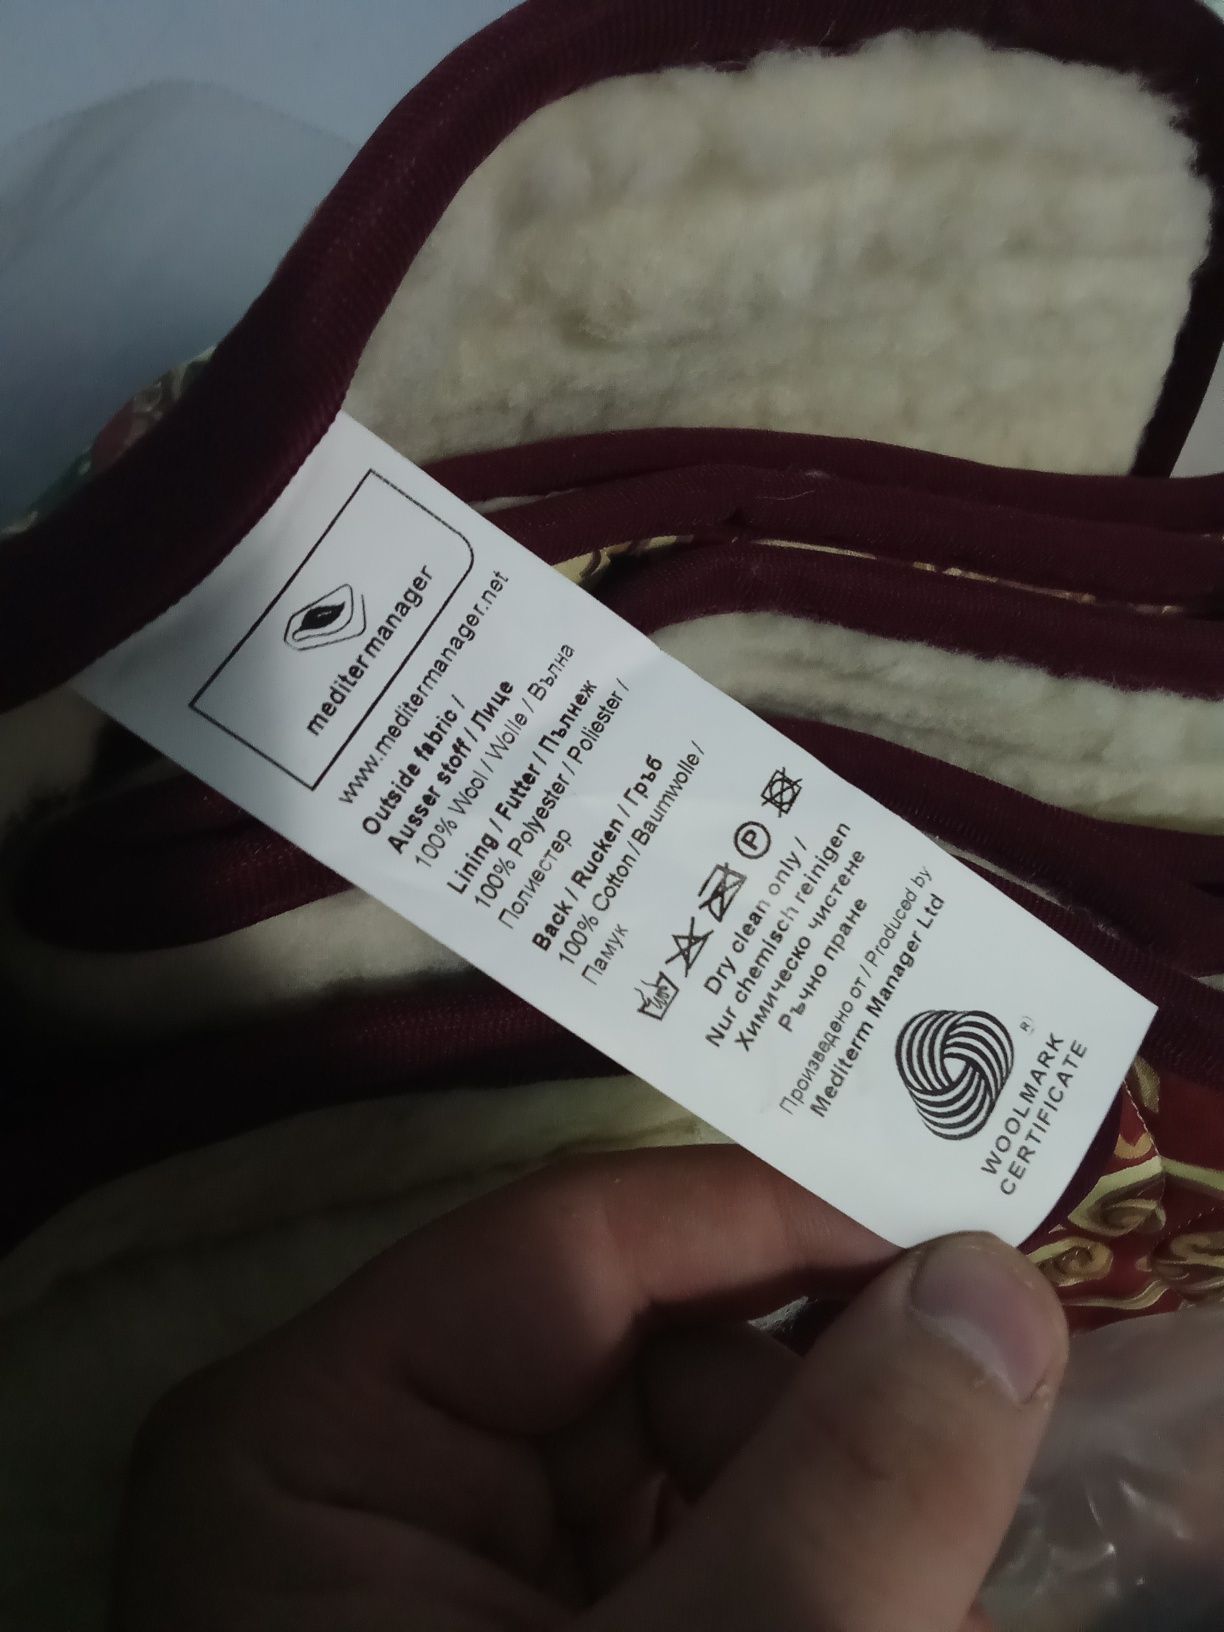 meditermanager
www.meditermanager.net
Outside fabric /
Ausser stoff / Лице
100% Wool / Wolle / Вълна
Lining / Futter / Пълнеж
100% Polyester / Poliester /
Полиестер
Back / Rucken / Гръб
100% Cotton / Baumwolle /
Памук
P
Dry clean only /
Nur chemisch reinigen
Химическо чистене
Ръчно пране
Произведено от / Produced by
Mediterm Manager Ltd
R)
WOOLMARK
CERTIFICATE